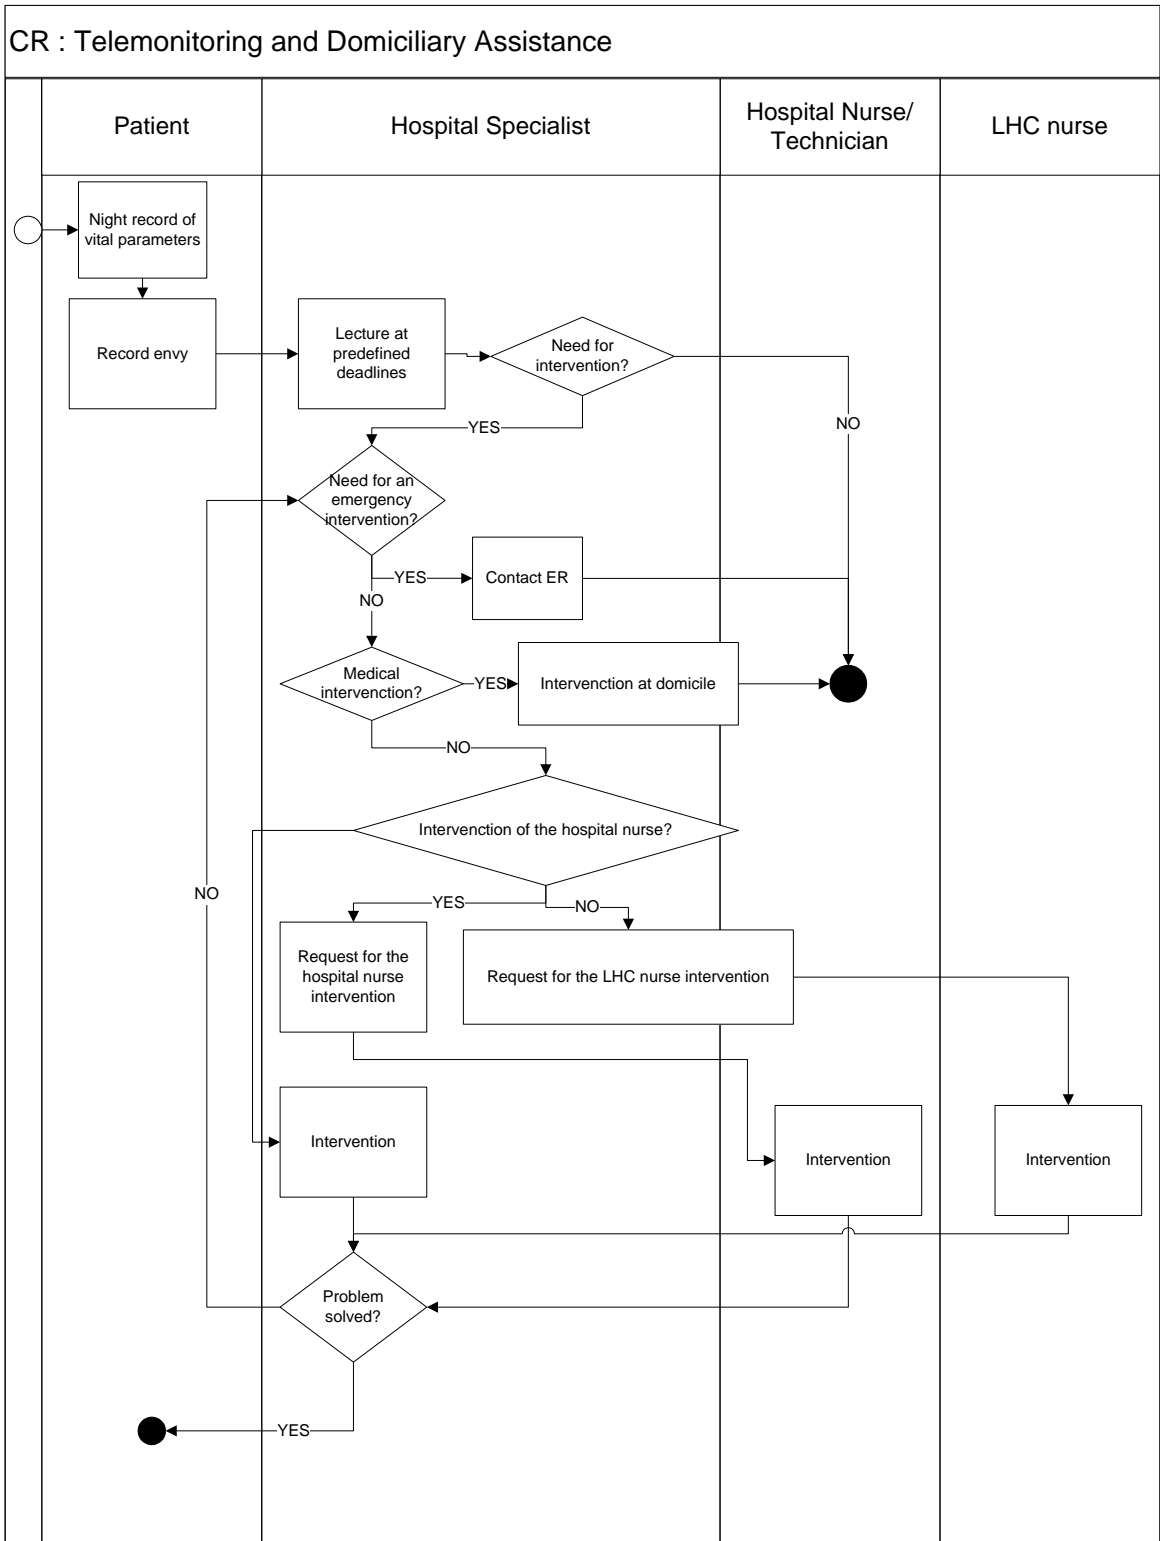 CR : Telemonitoring and Domiciliary Assistance
Patient
Hospital Specialist
Hospital Nurse/
Technician
LHC nurse
Night record of
vital parameters
Record envy
Lecture at
predefined
deadlines
Need for
intervention?
NO
YES
Need for an
emergency
intervention?
YES
Contact ER
NO
Medical
intervenction?
YES
Intervenction at domicile
NO
Intervenction of the hospital nurse?
NO
YES
NO
Request for the
hospital nurse
intervention
Request for the LHC nurse intervention
Intervention
Intervention
Intervention
Problem
solved?
YES